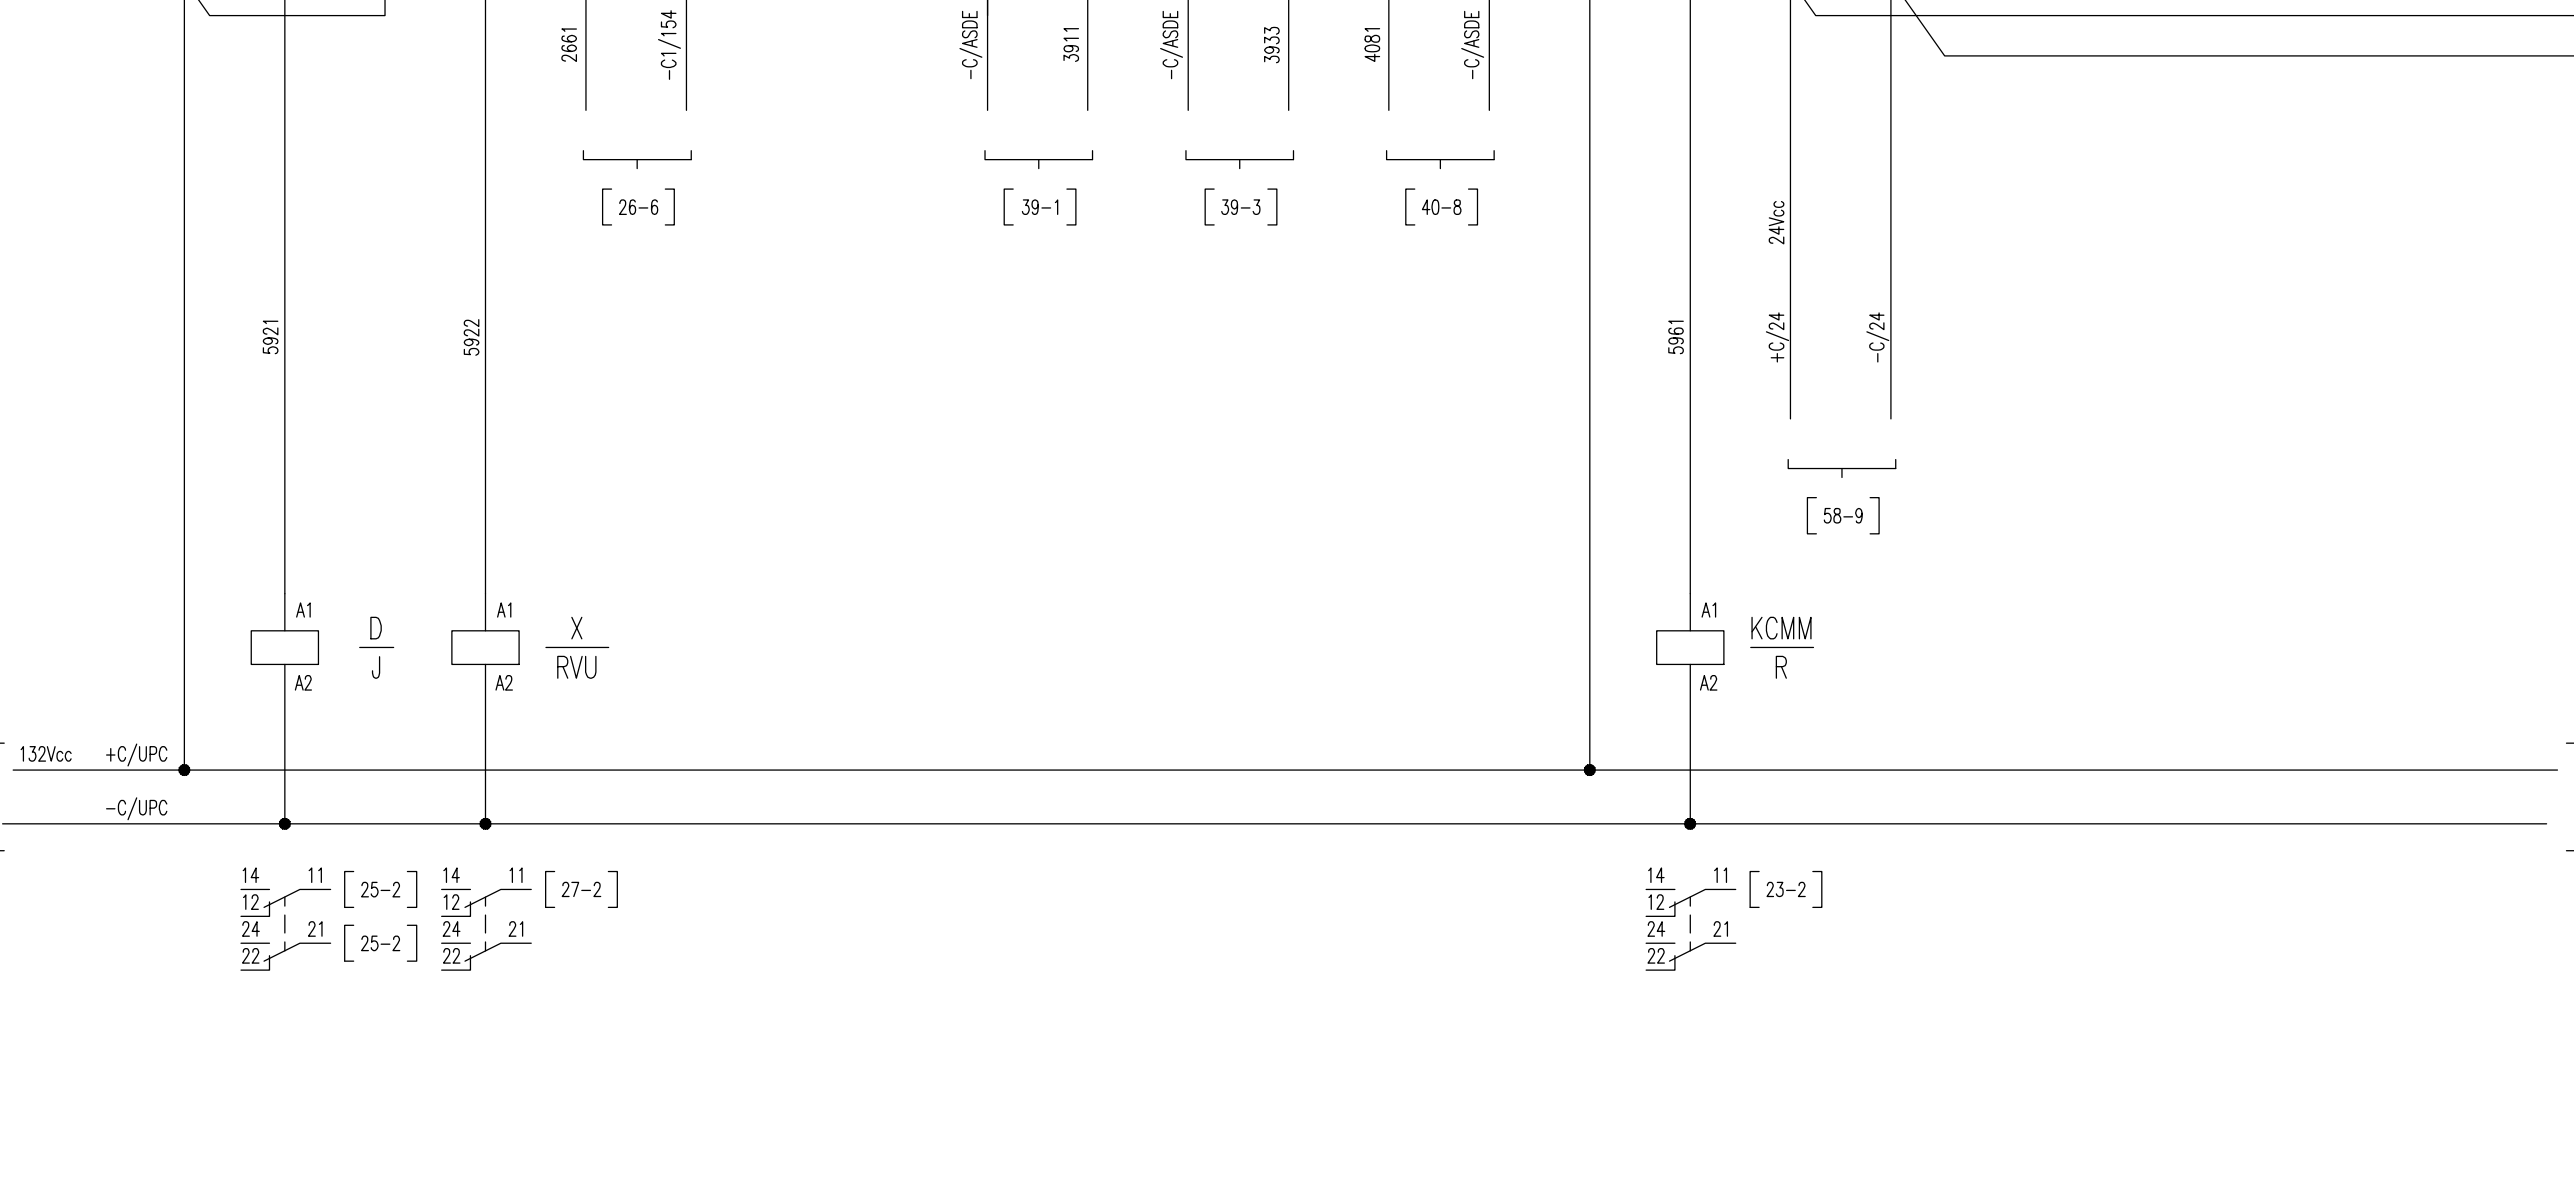 2661
-C1/154
-C/ASDE
3911
-C/ASDE
3933
4081
-C/ASDE
26-6
39-1
39-3
40-8
24Vcc
5921
5922
5961
+C/24
-C/24
58-9
A1
D
J
A2
A1
X
RVU
A2
A1
KCMM
R
A2
132Vcc +C/UPC
-C/UPC
14 11 25-2
12
24 21 25-2
22
14 11 27-2
12
24 21
22
14 11 23-2
12
24 21
22